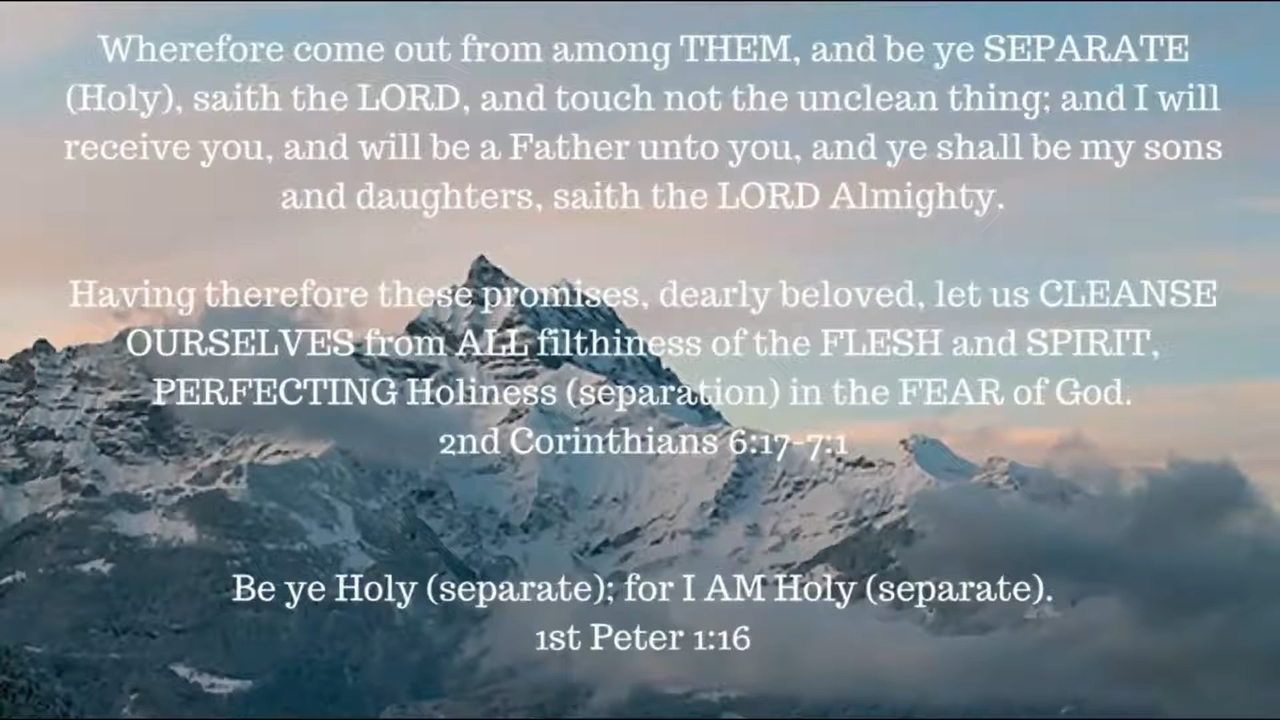 Wherefore come out from among THEM, and be ye SEPARATE
(Holy), saith the LORD, and touch not the unclean thing; and I will
receive you, and will be a Father unto you, and ye shall be my sons
and daughters, saith the LORD Almighty.
Having therefore these promises, dearly beloved, let us CLEANSE
OURSELVES from ALL filthiness of the FLESH and SPIRIT,
PERFECTING Holiness (separation) in the FEAR of God.
2nd Corinthians 6:17-7:1
Be ye Holy (separate); for I AM Holy (separate).
1st Peter 1:16